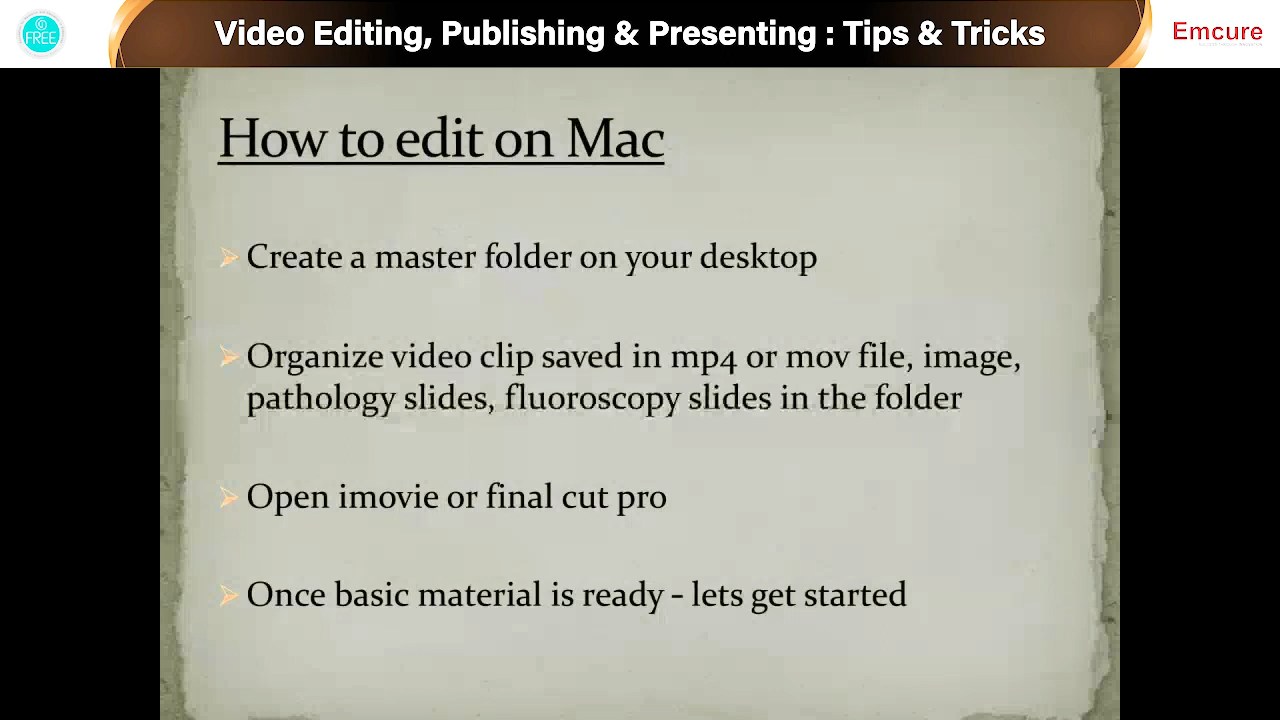 FREE
Video Editing, Publishing & Presenting : Tips & Tricks
Emcure
How to edit on Mac
Create a master folder on your desktop
Organize video clip saved in mp4 or mov file, image,
pathology slides, fluoroscopy slides in the folder
Open imovie or final cut pro
Once basic material is ready - lets get started